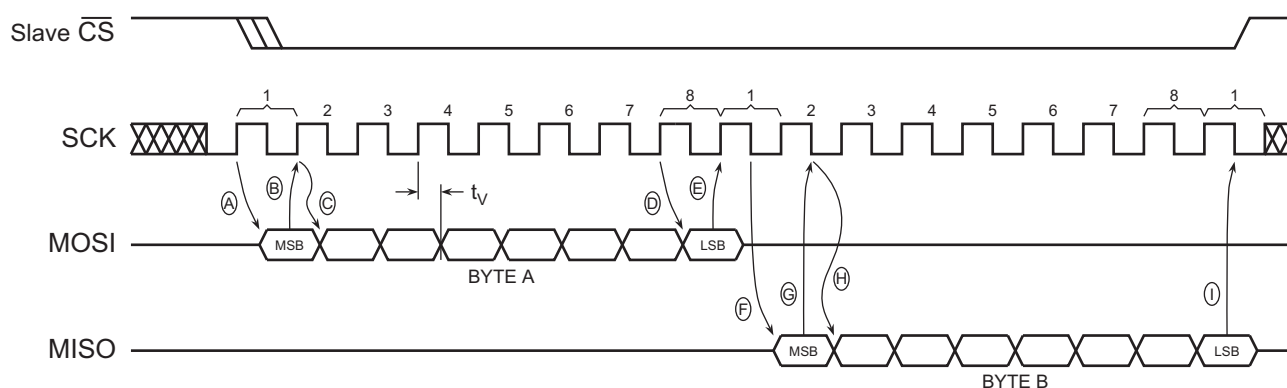 Slave CS
1 2 3 4 5 6 7 8 1 2 3 4 5 6 7 8 1
SCK
A B C tV D E
MOSI MSB LSB
BYTE A
F G H I
MISO MSB LSB
BYTE B